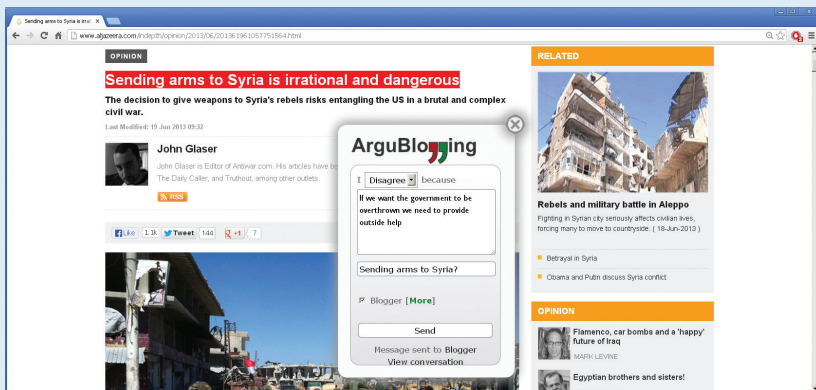 Sending arms to Syria is irrat
www.aljazeera.com/indepth/opinion/2013/06/201361961057751564.html
OPINION
Sending arms to Syria is irrational and dangerous
The decision to give weapons to Syria's rebels risks entangling the US in a brutal and complex
civil war.
Last Modified: 19 Jun 2013 09:32
John Glaser
John Glaser is Editor of Antiwar.com. His articles have be
The Daily Caller, and Truthout, among other outlets.
RSS
Like 1.1k Tweet 144 +1 7
ArguBlogging
I Disagree because
If we want the government to be
overthrown we need to provide
outside help
Sending arms to Syria?
Blogger [More]
Send
Message sent to Blogger
View conversation
RELATED
Rebels and military battle in Aleppo
Fighting in Syrian city seriously affects civilian lives,
forcing many to move to countryside. ( 18-Jun-2013 )
Betrayal in Syria
Obama and Putin discuss Syria conflict
OPINION
Flamenco, car bombs and a 'happy'
future of Iraq
MARK LEVINE
Egyptian brothers and sisters!